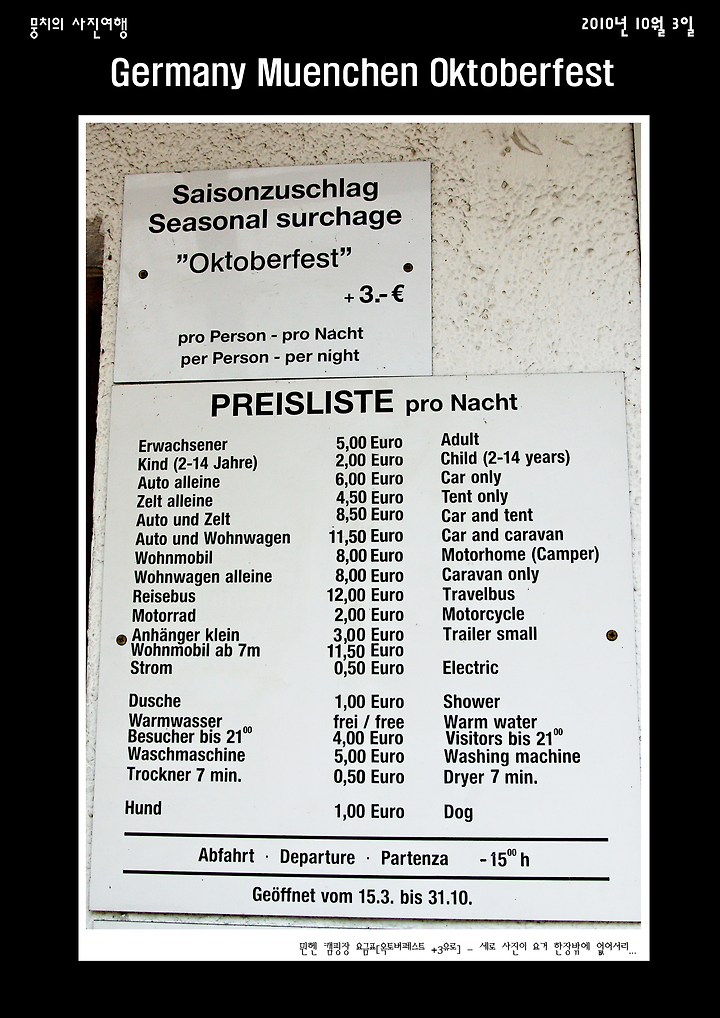 뭉치의 사진여행
2010년 10월 3일
Germany Muenchen Oktoberfest
Saisonzuschlag
Seasonal surchage
"Oktoberfest"
+ 3.- €
pro Person - pro Nacht
per Person - per night
PREISLISTE pro Nacht
Erwachsener 5,00 Euro Adult
Kind (2-14 Jahre) 2,00 Euro Child (2-14 years)
Auto alleine 6,00 Euro Car only
Zelt alleine 4,50 Euro Tent only
Auto und Zelt 8,50 Euro Car and tent
Auto und Wohnwagen 11,50 Euro Car and caravan
Wohnmobil 8,00 Euro Motorhome (Camper)
Wohnwagen alleine 8,00 Euro Caravan only
Reisebus 12,00 Euro Travelbus
Motorrad 2,00 Euro Motorcycle
Anhänger klein 3,00 Euro Trailer small
Wohnmobil ab 7m 11,50 Euro
Strom 0,50 Euro Electric
Dusche 1,00 Euro Shower
Warmwasser frei / free Warm water
Besucher bis 21⁰⁰ 4,00 Euro Visitors bis 21⁰⁰
Waschmaschine 5,00 Euro Washing machine
Trockner 7 min. 0,50 Euro Dryer 7 min.
Hund 1,00 Euro Dog
Abfahrt · Departure · Partenza - 15⁰⁰ h
Geöffnet vom 15.3. bis 31.10.
뮌헨 캠핑장 요금표[옥토버페스트 +3유로] - 세로 사진이 요거 한장밖에 없어서리...